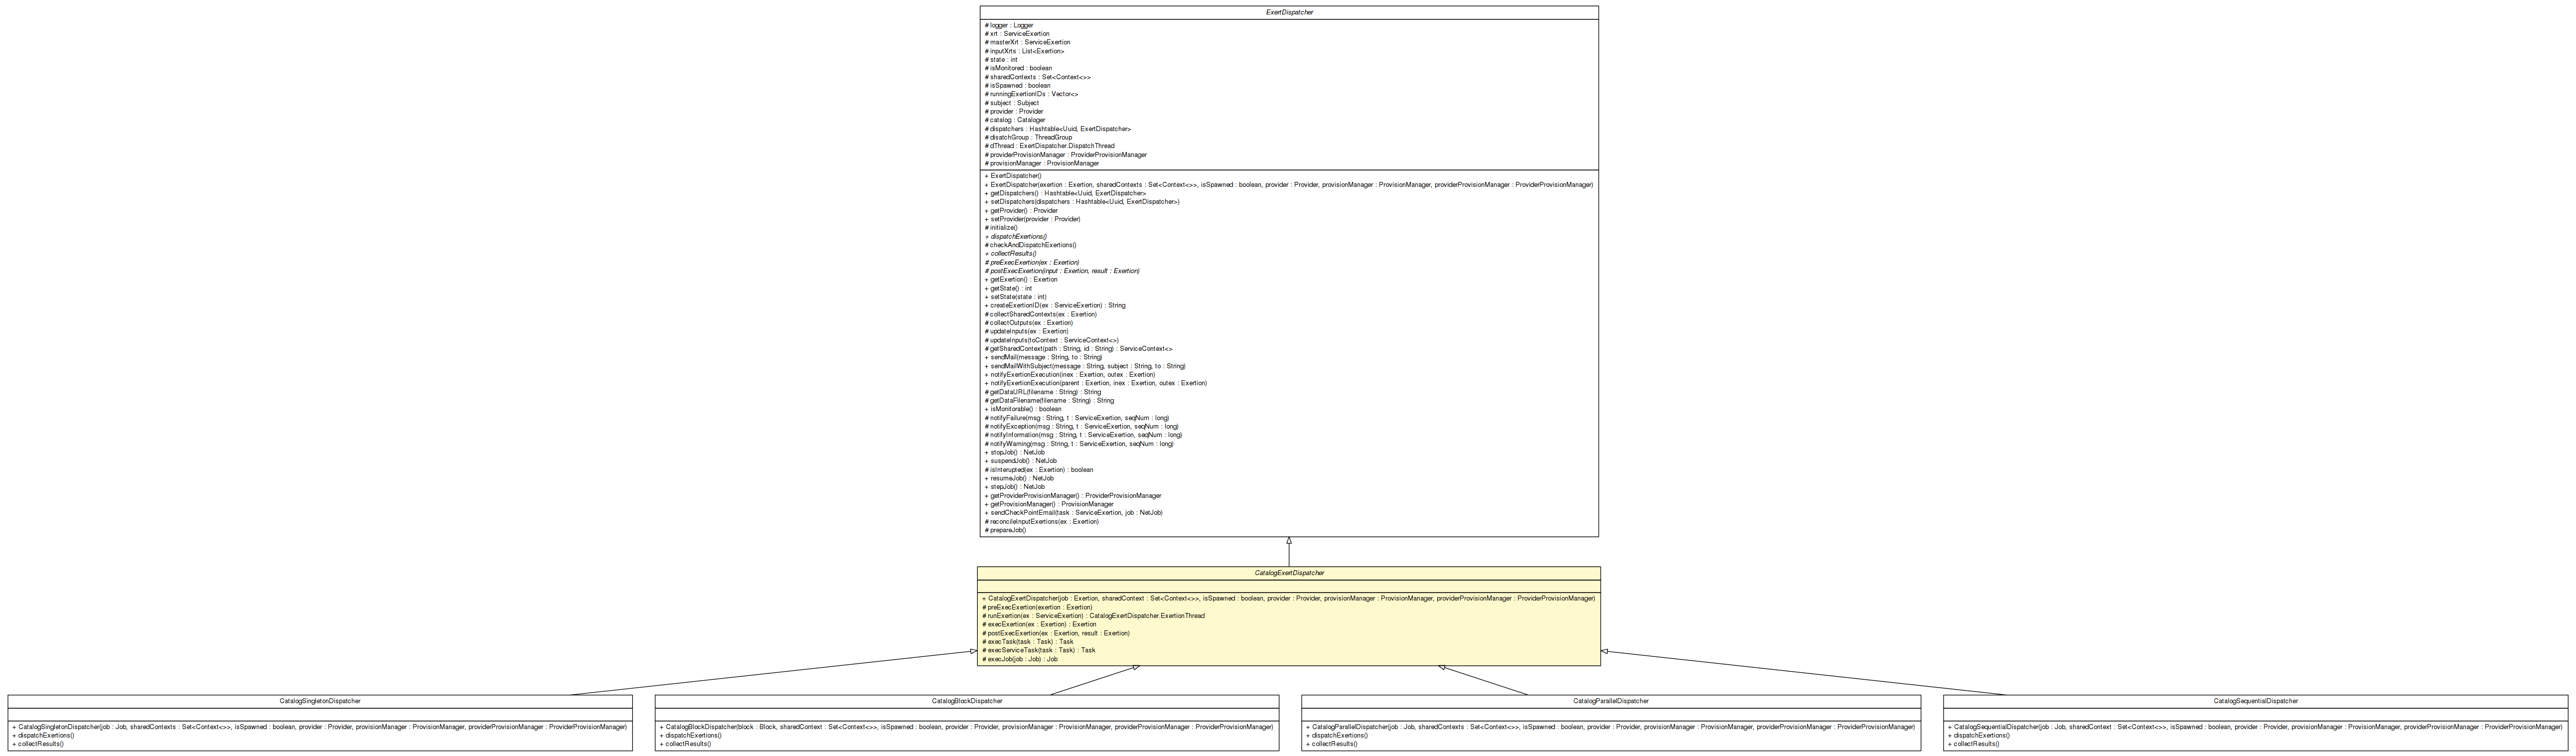 ExertDispatcher
# logger : Logger
# xrt : ServiceExertion
# masterXrt : ServiceExertion
# inputXrts : List<Exertion>
# state : int
# isMonitored : boolean
# sharedContexts : Set<Context<>>
# isSpawned : boolean
# runningExertionIDs : Vector<>
# subject : Subject
# provider : Provider
# catalog : Cataloger
# dispatchers : Hashtable<Uuid, ExertDispatcher>
# disatchGroup : ThreadGroup
# dThread : ExertDispatcher.DispatchThread
# providerProvisionManager : ProviderProvisionManager
# provisionManager : ProvisionManager
+ ExertDispatcher()
+ ExertDispatcher(exertion : Exertion, sharedContexts : Set<Context<>>, isSpawned : boolean, provider : Provider, provisionManager : ProvisionManager, providerProvisionManager : ProviderProvisionManager)
+ getDispatchers() : Hashtable<Uuid, ExertDispatcher>
+ setDispatchers(dispatchers : Hashtable<Uuid, ExertDispatcher>)
+ getProvider() : Provider
+ setProvider(provider : Provider)
# initialize()
+ dispatchExertions()
# checkAndDispatchExertions()
+ collectResults()
# preExecExertion(ex : Exertion)
# postExecExertion(input : Exertion, result : Exertion)
+ getExertion() : Exertion
+ getState() : int
+ setState(state : int)
+ createExertionID(ex : ServiceExertion) : String
# collectSharedContexts(ex : Exertion)
# collectOutputs(ex : Exertion)
# updateInputs(ex : Exertion)
# updateInputs(toContext : ServiceContext<>)
# getSharedContext(path : String, id : String) : ServiceContext<>
+ sendMail(message : String, to : String)
+ sendMailWithSubject(message : String, subject : String, to : String)
+ notifyExertionExecution(inex : Exertion, outex : Exertion)
+ notifyExertionExecution(parent : Exertion, inex : Exertion, outex : Exertion)
# getDataURL(filename : String) : String
# getDataFilename(filename : String) : String
+ isMonitorable() : boolean
# notifyFailure(msg : String, t : ServiceExertion, seqNum : long)
# notifyException(msg : String, t : ServiceExertion, seqNum : long)
# notifyInformation(msg : String, t : ServiceExertion, seqNum : long)
# notifyWarning(msg : String, t : ServiceExertion, seqNum : long)
+ stopJob() : NetJob
+ suspendJob() : NetJob
# isInterupted(ex : Exertion) : boolean
+ resumeJob() : NetJob
+ stepJob() : NetJob
+ getProviderProvisionManager() : ProviderProvisionManager
+ getProvisionManager() : ProvisionManager
+ sendCheckPointEmail(task : ServiceExertion, job : NetJob)
# reconcileInputExertions(ex : Exertion)
# prepareJob()
CatalogExertDispatcher
+ CatalogExertDispatcher(job : Exertion, sharedContext : Set<Context<>>, isSpawned : boolean, provider : Provider, provisionManager : ProvisionManager, providerProvisionManager : ProviderProvisionManager)
# preExecExertion(exertion : Exertion)
# runExertion(ex : ServiceExertion) : CatalogExertDispatcher.ExertionThread
# execExertion(ex : Exertion) : Exertion
# postExecExertion(ex : Exertion, result : Exertion)
# execTask(task : Task) : Task
# execServiceTask(task : Task) : Task
# execJob(job : Job) : Job
CatalogSingletonDispatcher
+ CatalogSingletonDispatcher(job : Job, sharedContexts : Set<Context<>>, isSpawned : boolean, provider : Provider, provisionManager : ProvisionManager, providerProvisionManager : ProviderProvisionManager)
+ dispatchExertions()
+ collectResults()
CatalogBlockDispatcher
+ CatalogBlockDispatcher(block : Block, sharedContext : Set<Context<>>, isSpawned : boolean, provider : Provider, provisionManager : ProvisionManager, providerProvisionManager : ProviderProvisionManager)
+ dispatchExertions()
+ collectResults()
CatalogParallelDispatcher
+ CatalogParallelDispatcher(job : Job, sharedContexts : Set<Context<>>, isSpawned : boolean, provider : Provider, provisionManager : ProvisionManager, providerProvisionManager : ProviderProvisionManager)
+ dispatchExertions()
+ collectResults()
CatalogSequentialDispatcher
+ CatalogSequentialDispatcher(job : Job, sharedContext : Set<Context<>>, isSpawned : boolean, provider : Provider, provisionManager : ProvisionManager, providerProvisionManager : ProviderProvisionManager)
+ dispatchExertions()
+ collectResults()